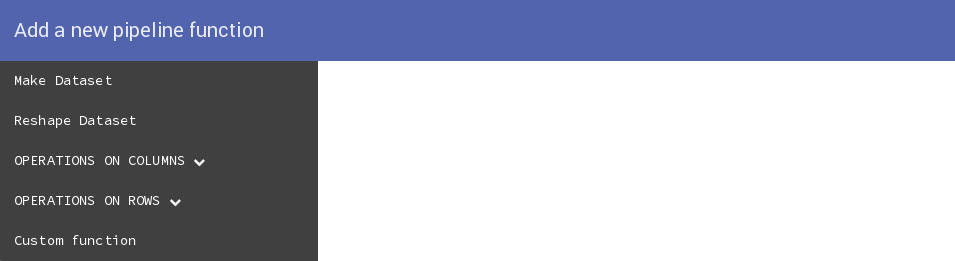 Add a new pipeline function
Make Dataset
Reshape Dataset
OPERATIONS ON COLUMNS
OPERATIONS ON ROWS
Custom function